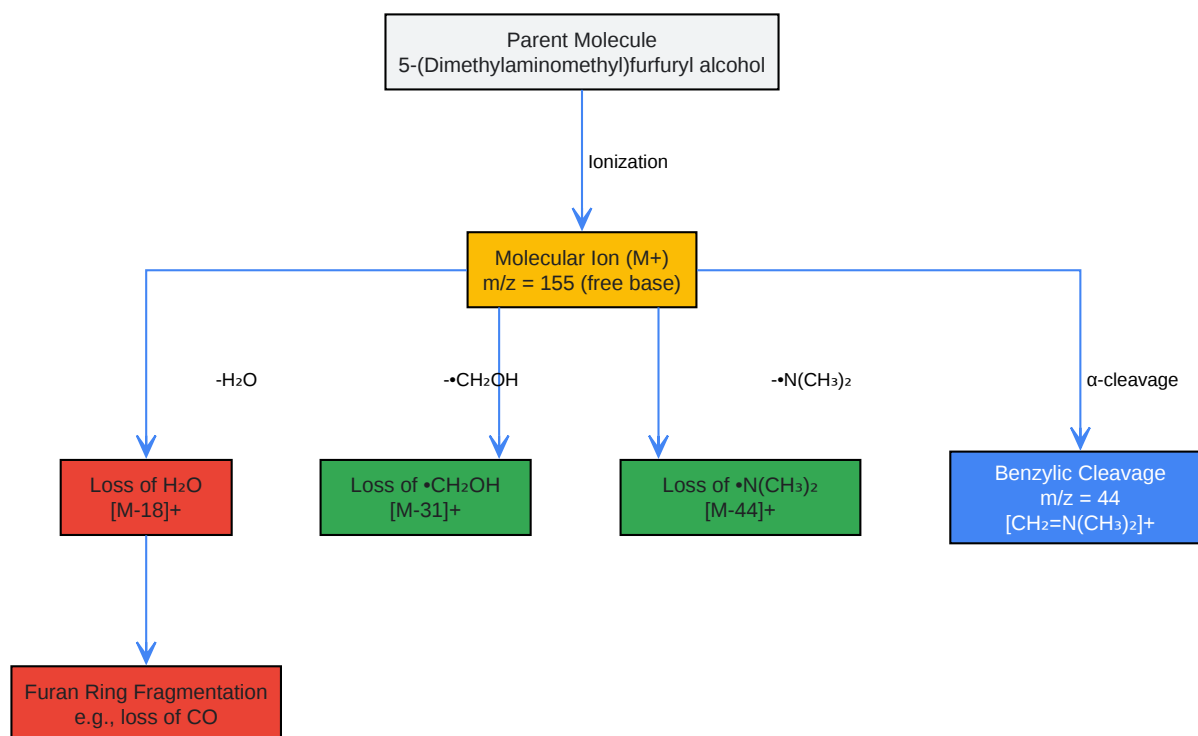 Parent Molecule
5-(Dimethylaminomethyl)furfuryl alcohol
Ionization
Molecular Ion (M+)
m/z = 155 (free base)
-H₂O
-•CH₂OH
-•N(CH₃)₂
α-cleavage
Loss of H₂O
[M-18]+
Loss of •CH₂OH
[M-31]+
Loss of •N(CH₃)₂
[M-44]+
Benzylic Cleavage
m/z = 44
[CH₂=N(CH₃)₂]+
Furan Ring Fragmentation
e.g., loss of CO